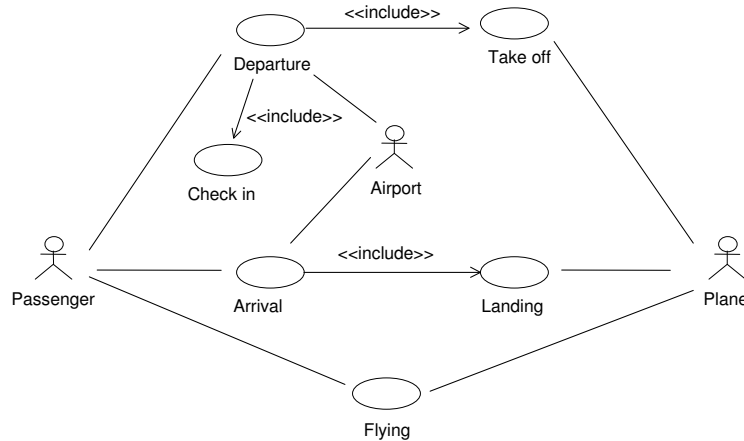 <<include>>
Departure
Take off
<<include>>
Check in
Airport
<<include>>
Passenger
Arrival
Landing
Plane
Flying